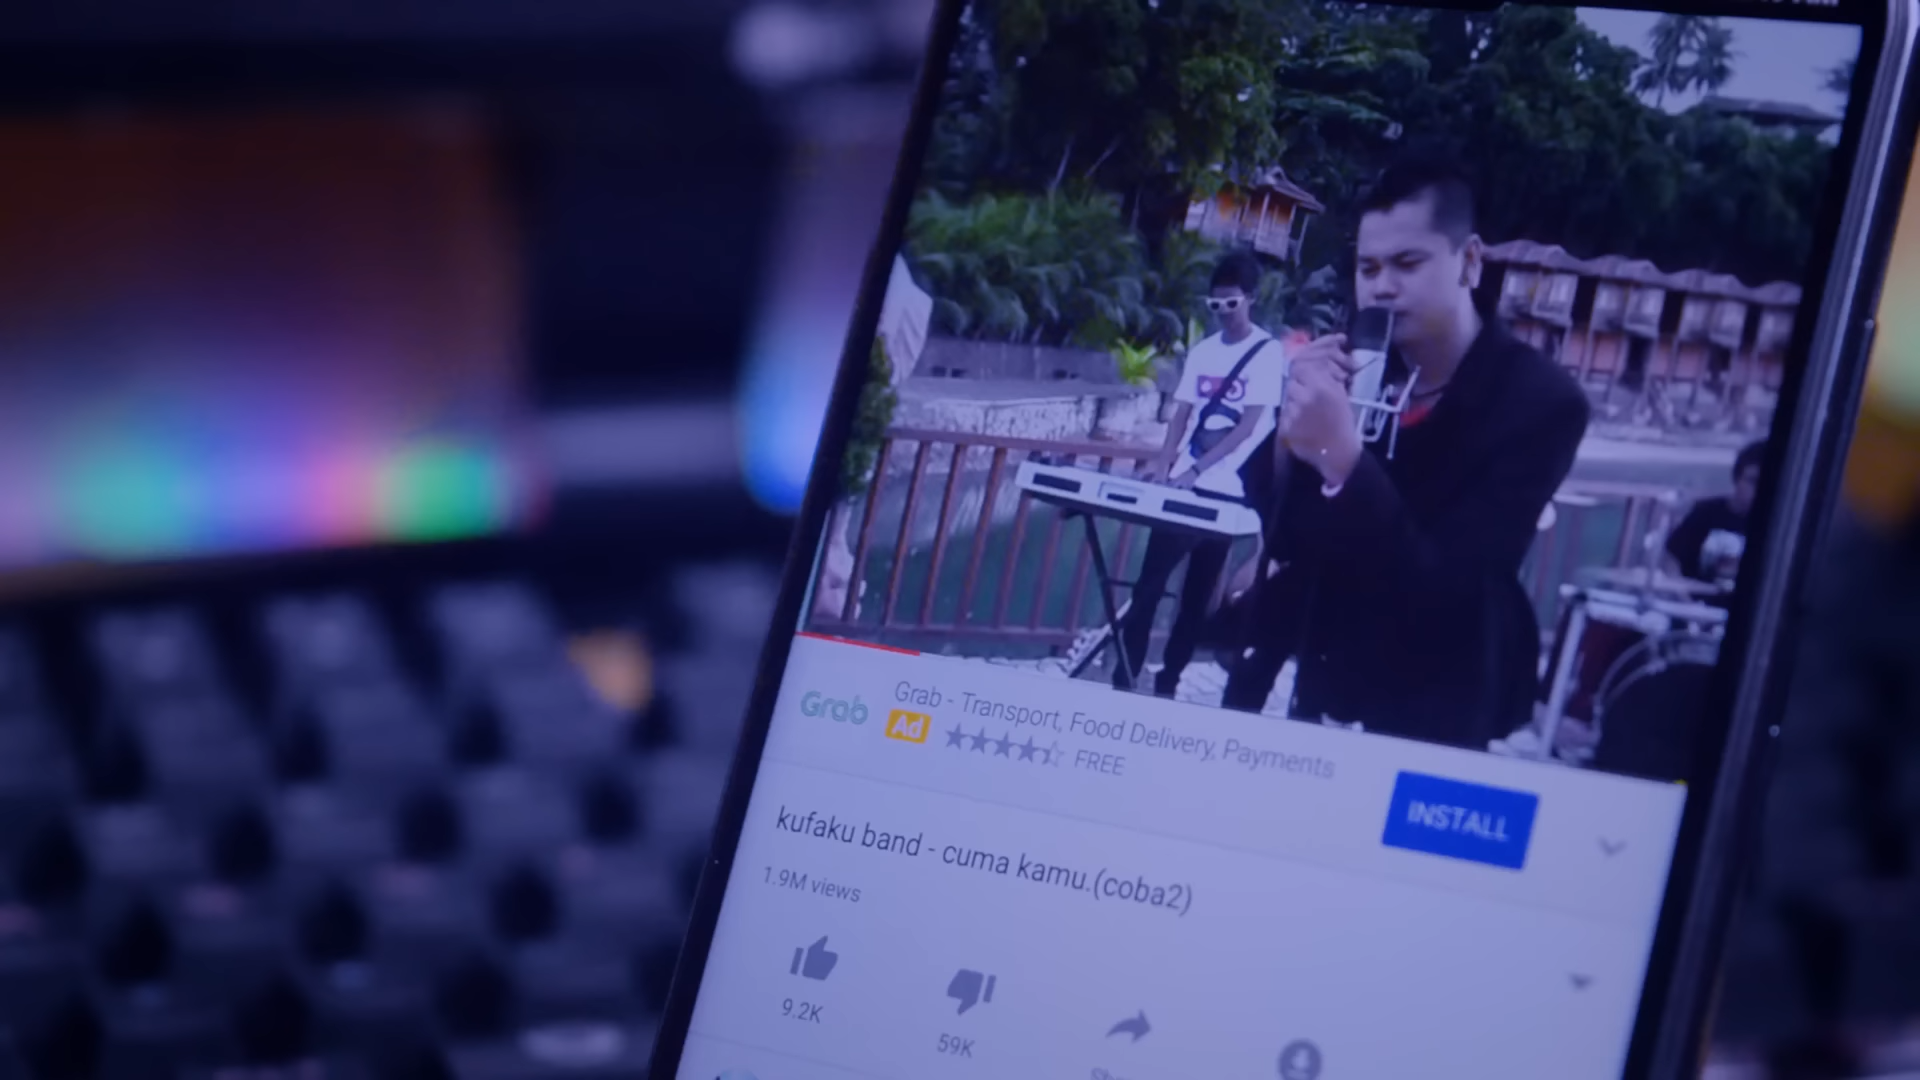 Grab
Grab - Transport, Food Delivery, Payments
Ad
FREE
INSTALL
kufaku band - cuma kamu.(coba2)
1.9M views
9.2K
59K